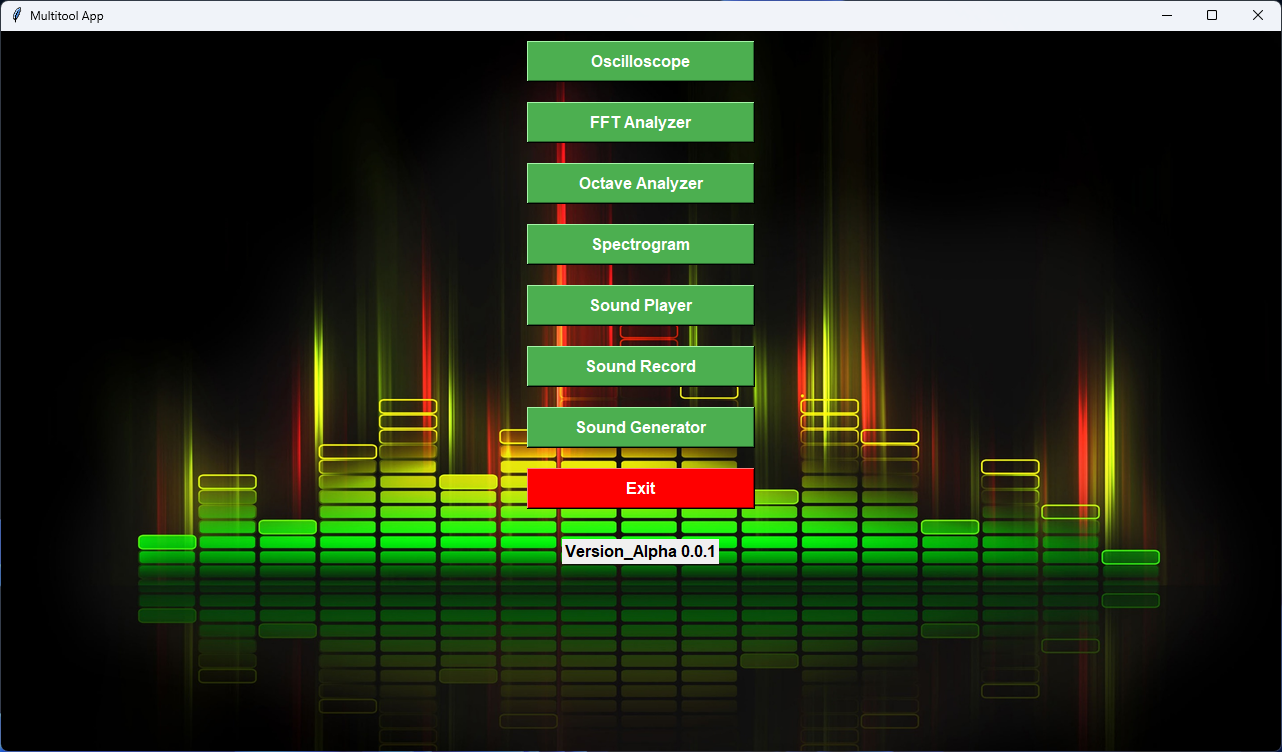 Multitool App
Oscilloscope
FFT Analyzer
Octave Analyzer
Spectrogram
Sound Player
Sound Record
Sound Generator
Exit
Version_Alpha 0.0.1